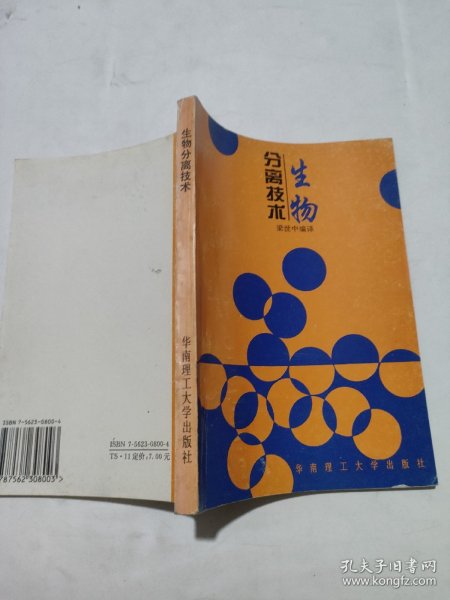 生物
分离技术
梁世中编译
华南理工大学出版社
生物分离技术
华南理工大学出版社
ISBN 7-5623-0800-4
787562308003>
ISBN 7-5623-0800-4
TS·11定价:7.00元
孔夫子旧书网
www.kongfz.com